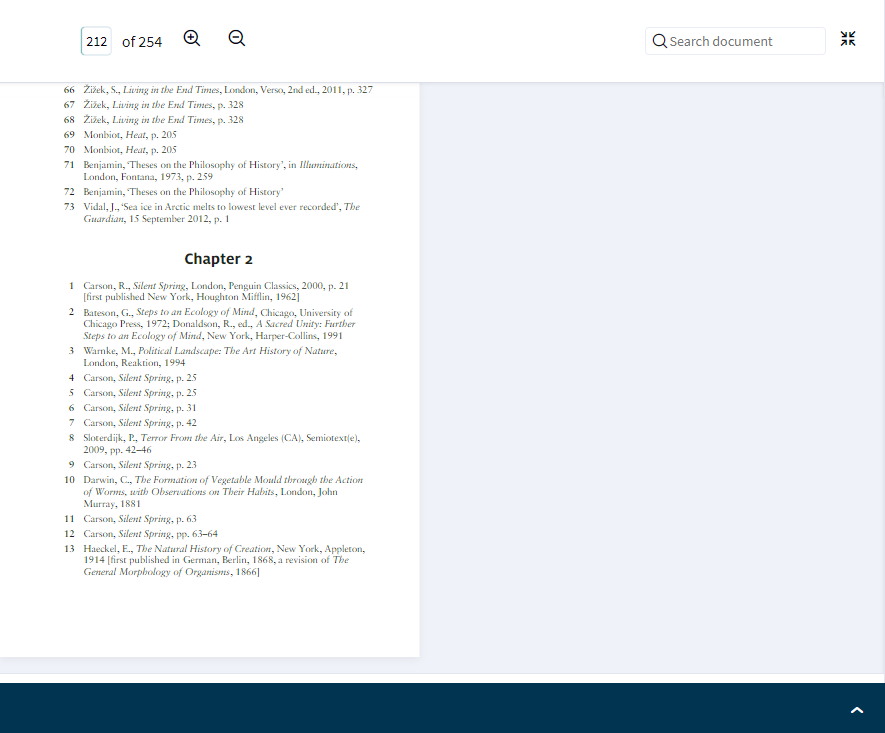 212 of 254
Search document
66 Žižek, S., Living in the End Times, London, Verso, 2nd ed., 2011, p. 327
67 Žižek, Living in the End Times, p. 328
68 Žižek, Living in the End Times, p. 328
69 Monbiot, Heat, p. 205
70 Monbiot, Heat, p. 205
71 Benjamin, ‘Theses on the Philosophy of History’, in Illuminations,
London, Fontana, 1973, p. 259
72 Benjamin, ‘Theses on the Philosophy of History’
73 Vidal, J., ‘Sea ice in Arctic melts to lowest level ever recorded’, The
Guardian, 15 September 2012, p. 1
Chapter 2
1 Carson, R., Silent Spring, London, Penguin Classics, 2000, p. 21
[first published New York, Houghton Mifflin, 1962]
2 Bateson, G., Steps to an Ecology of Mind, Chicago, University of
Chicago Press, 1972; Donaldson, R., ed., A Sacred Unity: Further
Steps to an Ecology of Mind, New York, Harper-Collins, 1991
3 Warnke, M., Political Landscape: The Art History of Nature,
London, Reaktion, 1994
4 Carson, Silent Spring, p. 25
5 Carson, Silent Spring, p. 25
6 Carson, Silent Spring, p. 31
7 Carson, Silent Spring, p. 42
8 Sloterdijk, P., Terror From the Air, Los Angeles (CA), Semiotext(e),
2009, pp. 42–46
9 Carson, Silent Spring, p. 23
10 Darwin, C., The Formation of Vegetable Mould through the Action
of Worms, with Observations on Their Habits, London, John
Murray, 1881
11 Carson, Silent Spring, p. 63
12 Carson, Silent Spring, pp. 63–64
13 Haeckel, E., The Natural History of Creation, New York, Appleton,
1914 [first published in German, Berlin, 1868, a revision of The
General Morphology of Organisms, 1866]